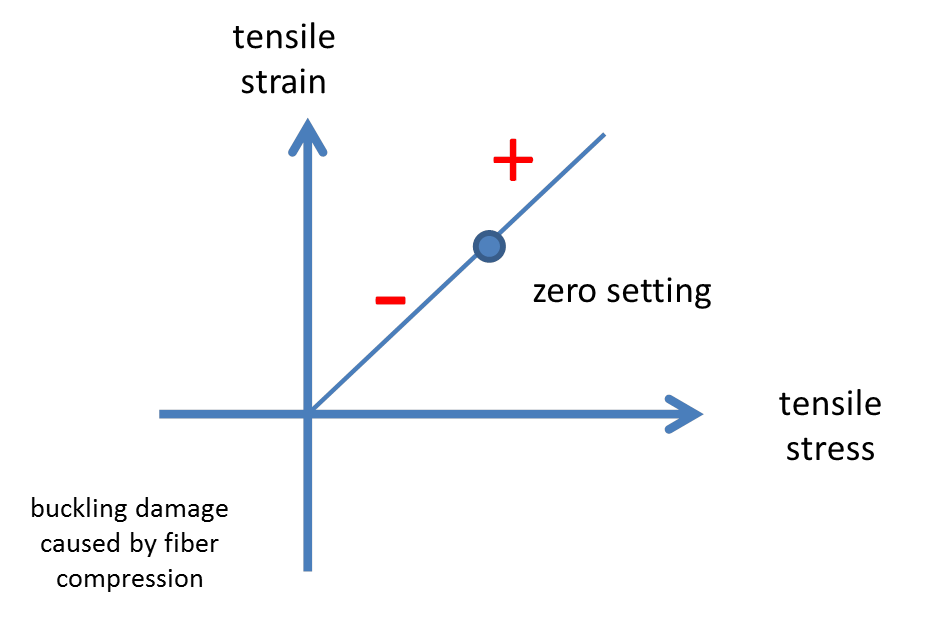 tensile
strain
+
-
zero setting
tensile
stress
buckling damage
caused by fiber
compression